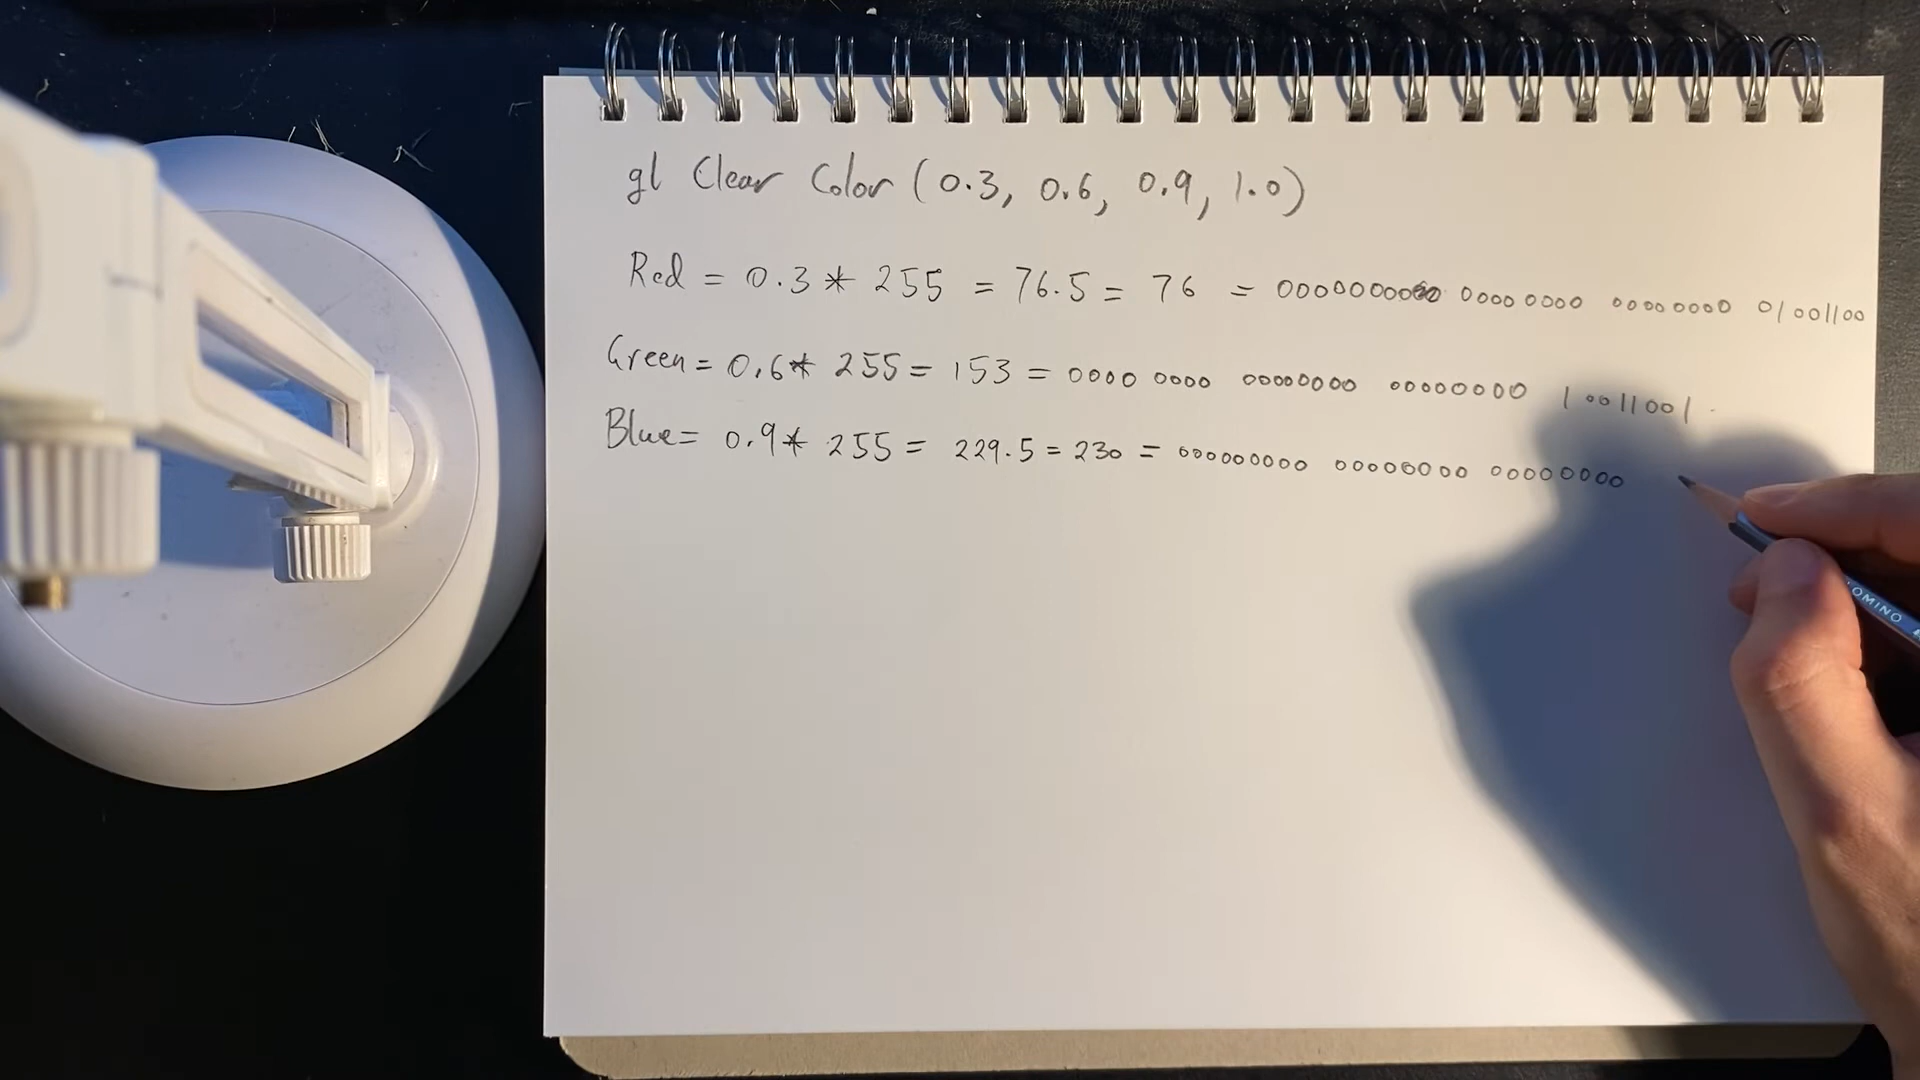 gl Clear Color (0.3, 0.6, 0.9, 1.0)
Red = 0.3 * 255 = 76.5 = 76 = 00000000 00000000 00000000 01001100
Green = 0.6 * 255 = 153 = 0000 0000 00000000 00000000 10011001
Blue = 0.9 * 255 = 229.5 = 230 = 000000000 00000000 00000000
OMINO